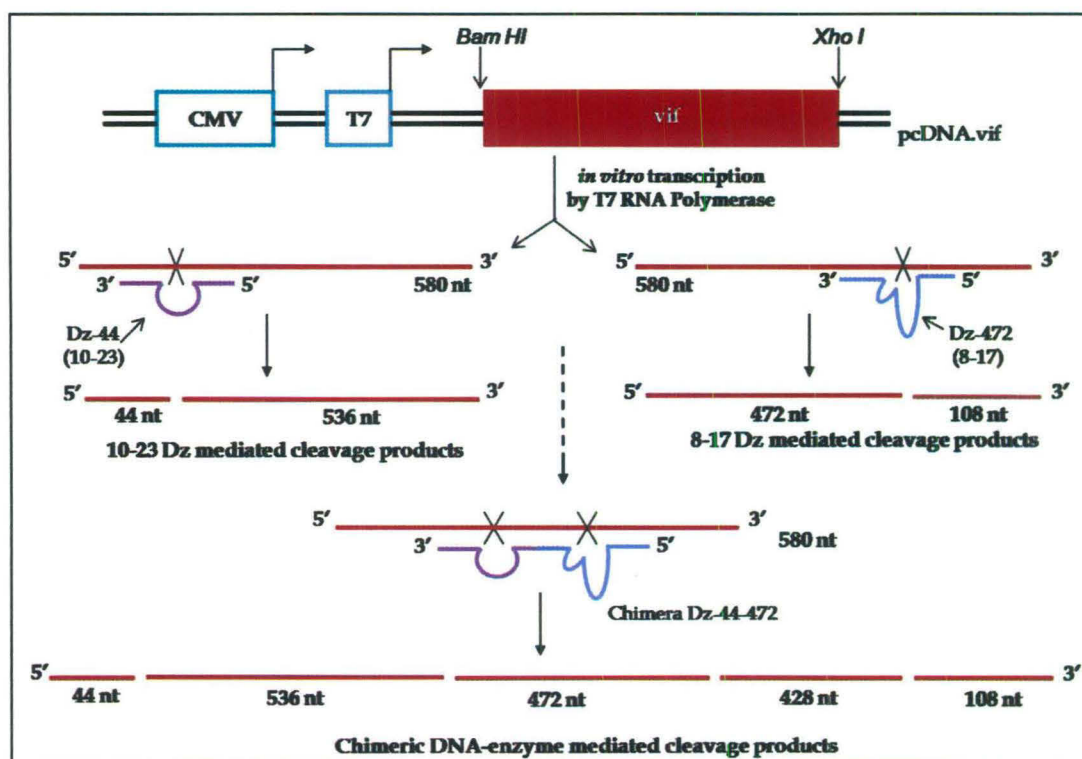 Bam HI
Xho I
CMV
T7
vif
pcDNA.vif
in vitro transcription
by T7 RNA Polymerase
5′
3′
3′
5′
580 nt
Dz-44
(10-23)
5′
3′
580 nt
3′
5′
Dz-472
(8-17)
5′
3′
44 nt
536 nt
10-23 Dz mediated cleavage products
5′
3′
472 nt
108 nt
8-17 Dz mediated cleavage products
5′
3′
580 nt
3′
5′
Chimera Dz-44-472
5′
3′
44 nt
536 nt
472 nt
428 nt
108 nt
Chimeric DNA-enzyme mediated cleavage products